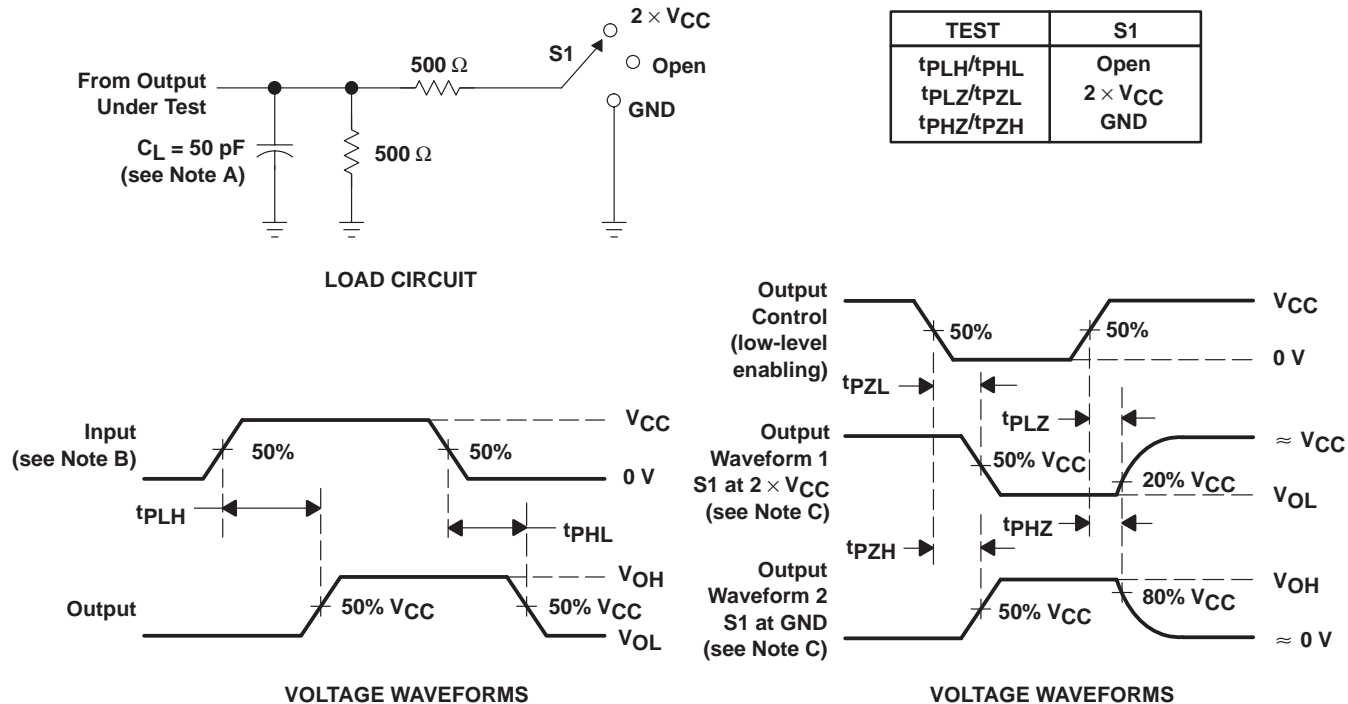 2 × VCC
S1
500 Ω
Open
From Output
Under Test
GND
CL = 50 pF
(see Note A)
500 Ω
LOAD CIRCUIT
TEST S1
tPLH/tPHL Open
tPLZ/tPZL 2 × VCC
tPHZ/tPZH GND
Input
(see Note B)
50%
50%
VCC
0 V
tPLH
tPHL
Output
50% VCC
50% VCC
VOH
VOL
VOLTAGE WAVEFORMS
Output
Control
(low-level
enabling)
50%
50%
VCC
0 V
tPZL
tPLZ
Output
Waveform 1
S1 at 2 × VCC
(see Note C)
50% VCC
20% VCC
≈ VCC
VOL
tPZH
tPHZ
Output
Waveform 2
S1 at GND
(see Note C)
50% VCC
80% VCC
VOH
≈ 0 V
VOLTAGE WAVEFORMS